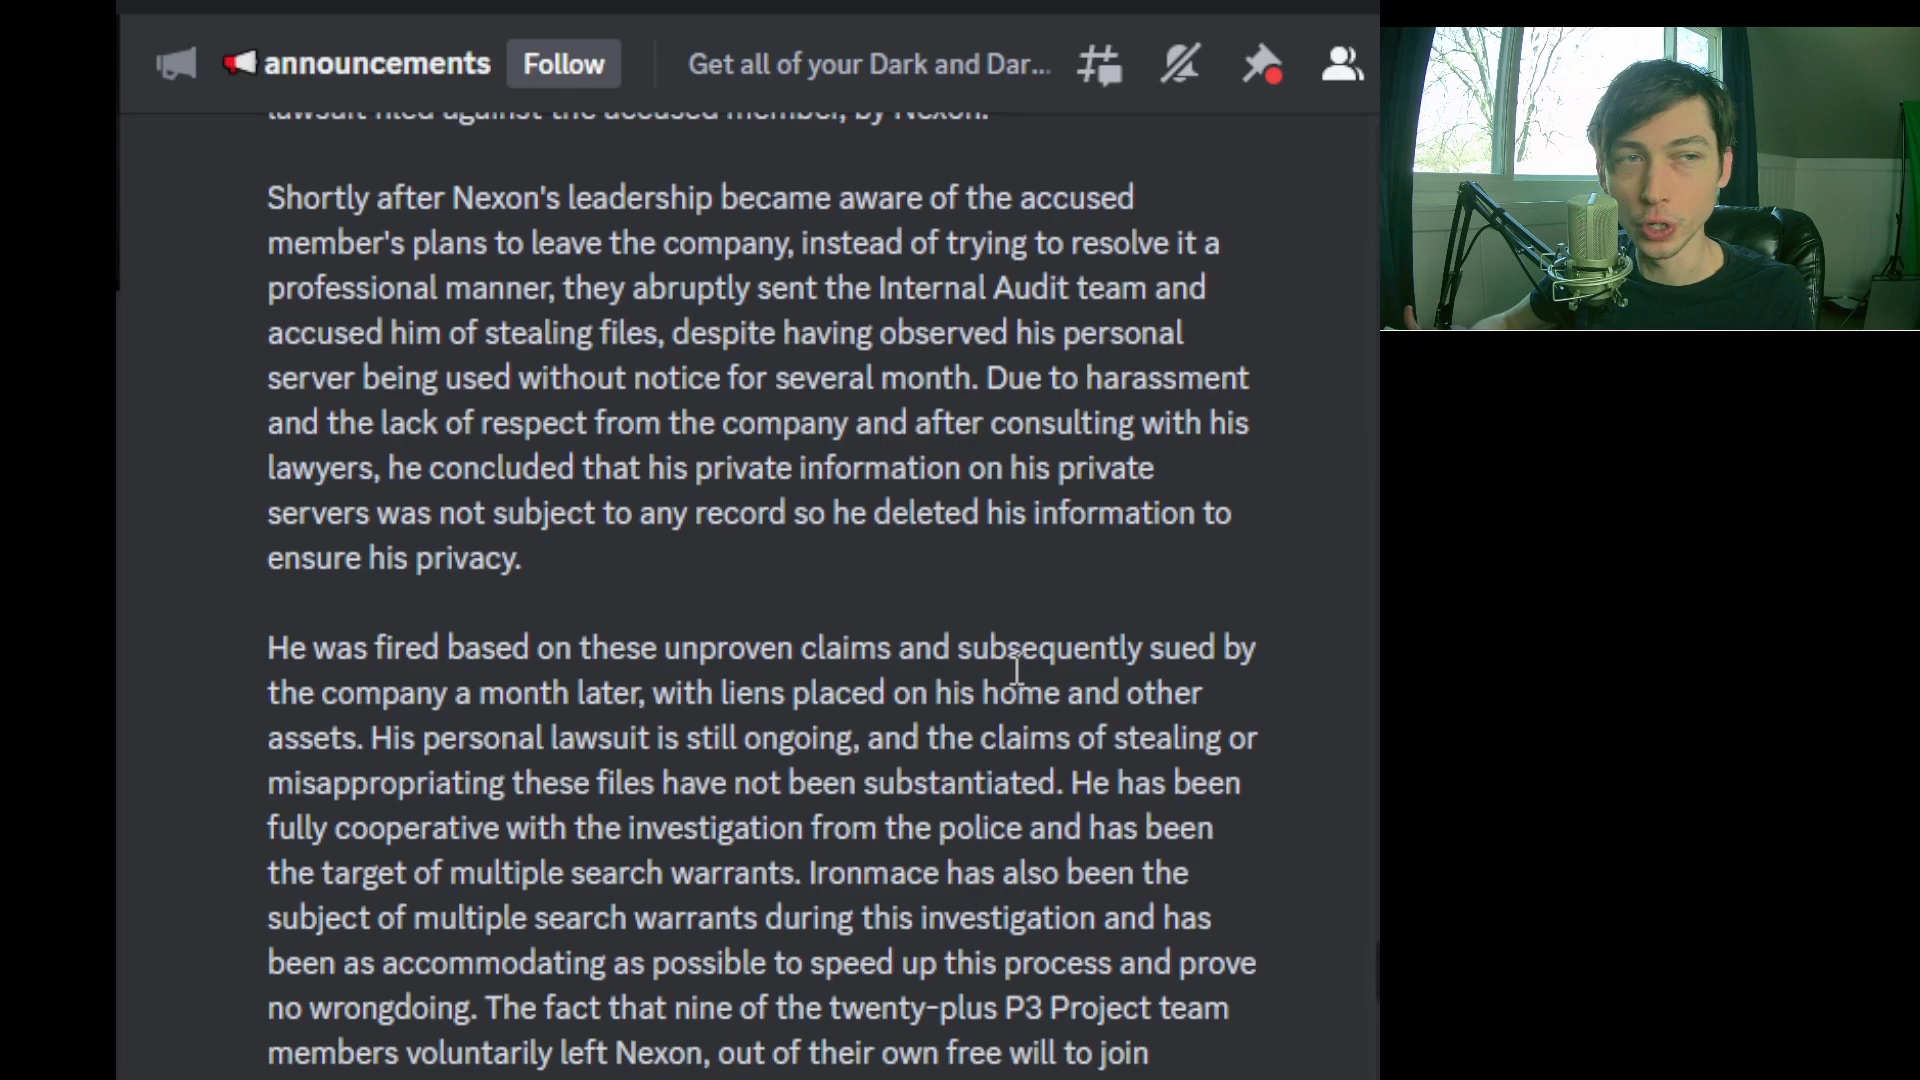 announcements
Follow
Get all of your Dark and Dar...
lawsuit filed against the accused member, by Nexon.
Shortly after Nexon's leadership became aware of the accused
member's plans to leave the company, instead of trying to resolve it a
professional manner, they abruptly sent the Internal Audit team and
accused him of stealing files, despite having observed his personal
server being used without notice for several month. Due to harassment
and the lack of respect from the company and after consulting with his
lawyers, he concluded that his private information on his private
servers was not subject to any record so he deleted his information to
ensure his privacy.
He was fired based on these unproven claims and subsequently sued by
the company a month later, with liens placed on his home and other
assets. His personal lawsuit is still ongoing, and the claims of stealing or
misappropriating these files have not been substantiated. He has been
fully cooperative with the investigation from the police and has been
the target of multiple search warrants. Ironmace has also been the
subject of multiple search warrants during this investigation and has
been as accommodating as possible to speed up this process and prove
no wrongdoing. The fact that nine of the twenty-plus P3 Project team
members voluntarily left Nexon, out of their own free will to join